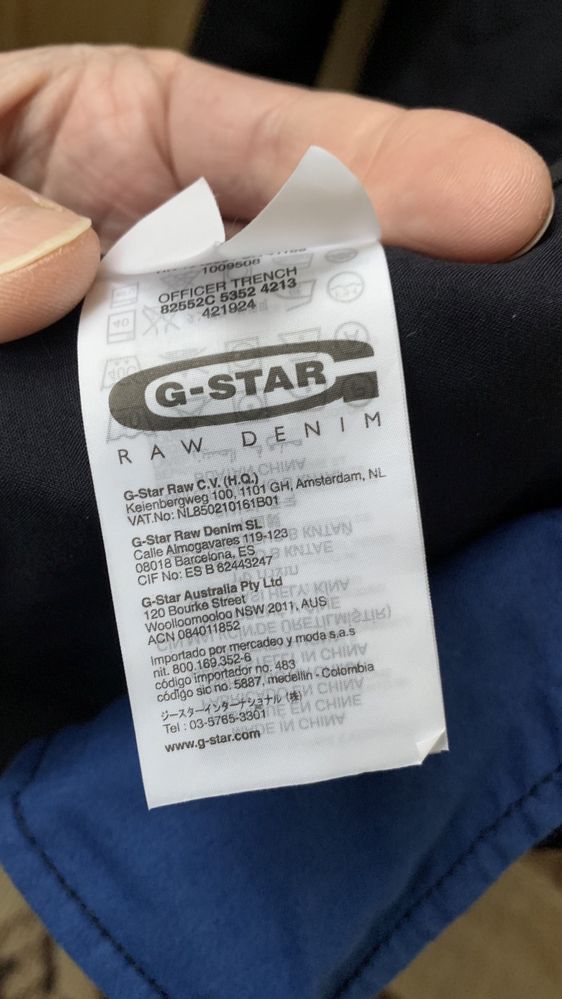 1009508
OFFICER TRENCH
82552C 5352 4213
421924
G-STAR
RAW DENIM
G-Star Raw C.V. (H.Q.)
Keienbergweg 100, 1101 GH, Amsterdam, NL
VAT.No: NL850210161B01
G-Star Raw Denim SL
Calle Almogavares 119-123
08018 Barcelona, ES
CIF No: ES B 62443247
G-Star Australia Pty Ltd
120 Bourke Street
Woolloomooloo NSW 2011, AUS
ACN 084011852
Importado por mercadeo y moda s.a.s
nit. 800.169.352-6
código importador no. 483
código sic no. 5887, medellin - Colombia
ジースターインターナショナル (株)
Tel : 03-5765-3301
www.g-star.com